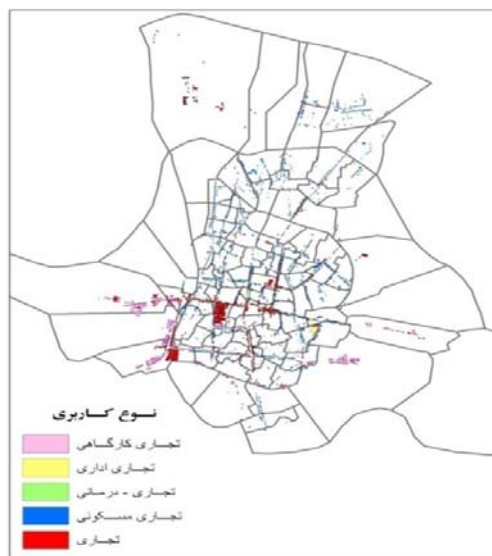 نوع کاربری
تجاری کارگاهی
تجاری اداری
تجاری - درمانی
تجاری مسکونی
تجاری